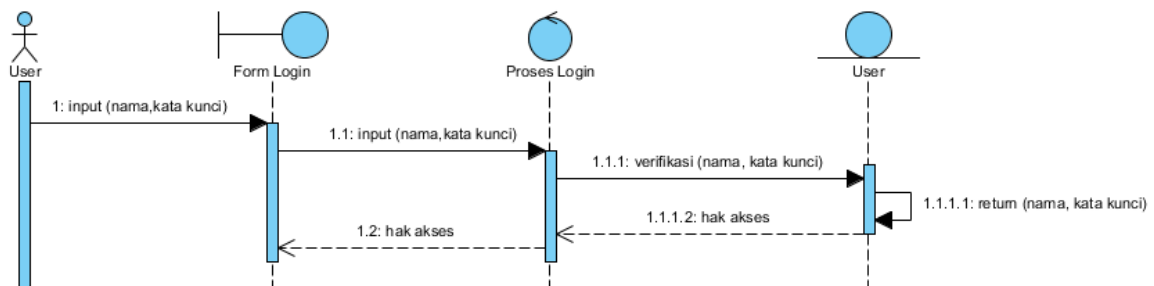 User
Form Login
Proses Login
User
1: input (nama,kata kunci)
1.1: input (nama,kata kunci)
1.1.1: verifikasi (nama, kata kunci)
1.1.1.1: return (nama, kata kunci)
1.1.1.2: hak akses
1.2: hak akses